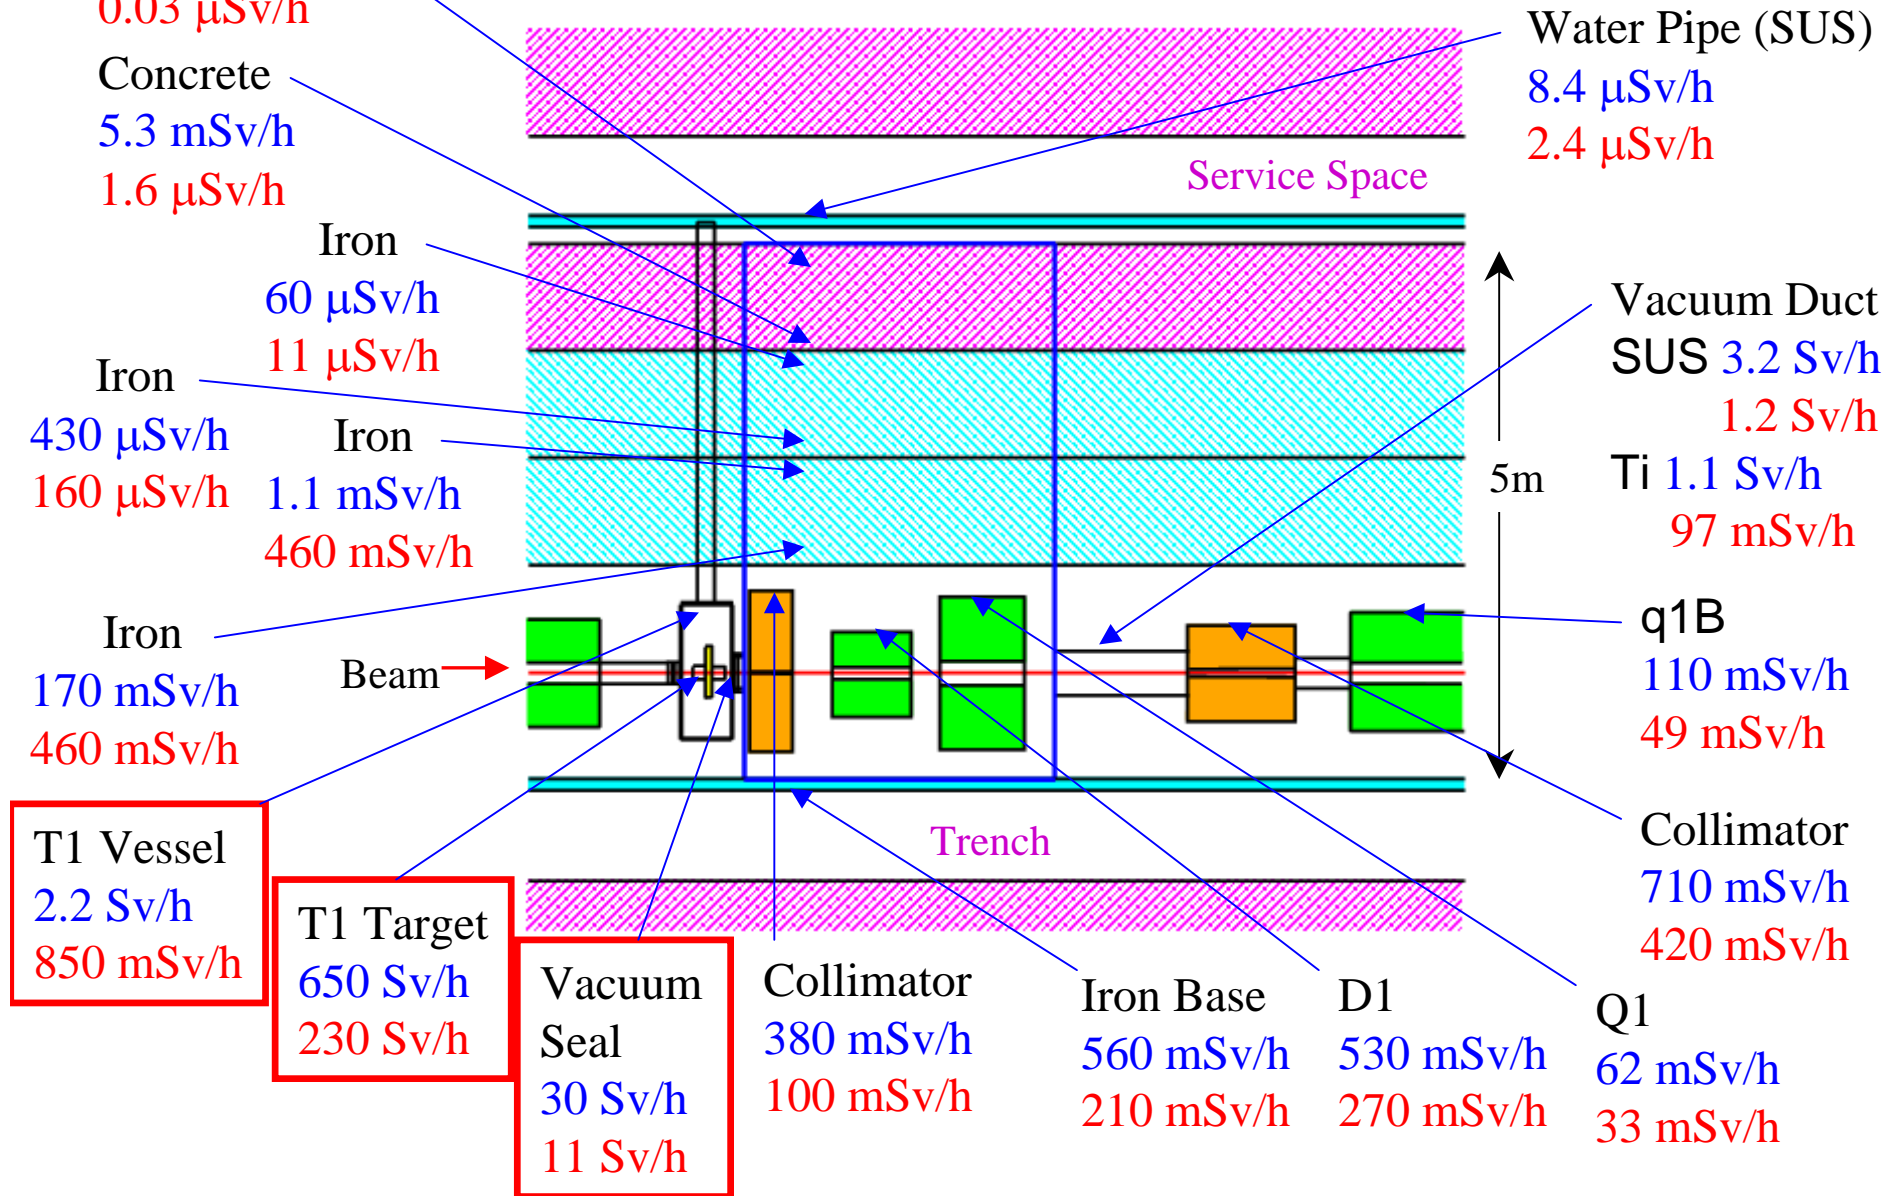 0.03 μSv/h
Concrete
5.3 mSv/h
1.6 μSv/h
Iron
60 μSv/h
11 μSv/h
Iron
430 μSv/h
160 μSv/h
Iron
1.1 mSv/h
460 mSv/h
Iron
170 mSv/h
460 mSv/h
Beam
Service Space
Trench
Water Pipe (SUS)
8.4 μSv/h
2.4 μSv/h
5m
Vacuum Duct
SUS 3.2 Sv/h
1.2 Sv/h
Ti 1.1 Sv/h
97 mSv/h
q1B
110 mSv/h
49 mSv/h
Collimator
710 mSv/h
420 mSv/h
T1 Vessel
2.2 Sv/h
850 mSv/h
T1 Target
650 Sv/h
230 Sv/h
Vacuum
Seal
30 Sv/h
11 Sv/h
Collimator
380 mSv/h
100 mSv/h
Iron Base
560 mSv/h
210 mSv/h
D1
530 mSv/h
270 mSv/h
Q1
62 mSv/h
33 mSv/h